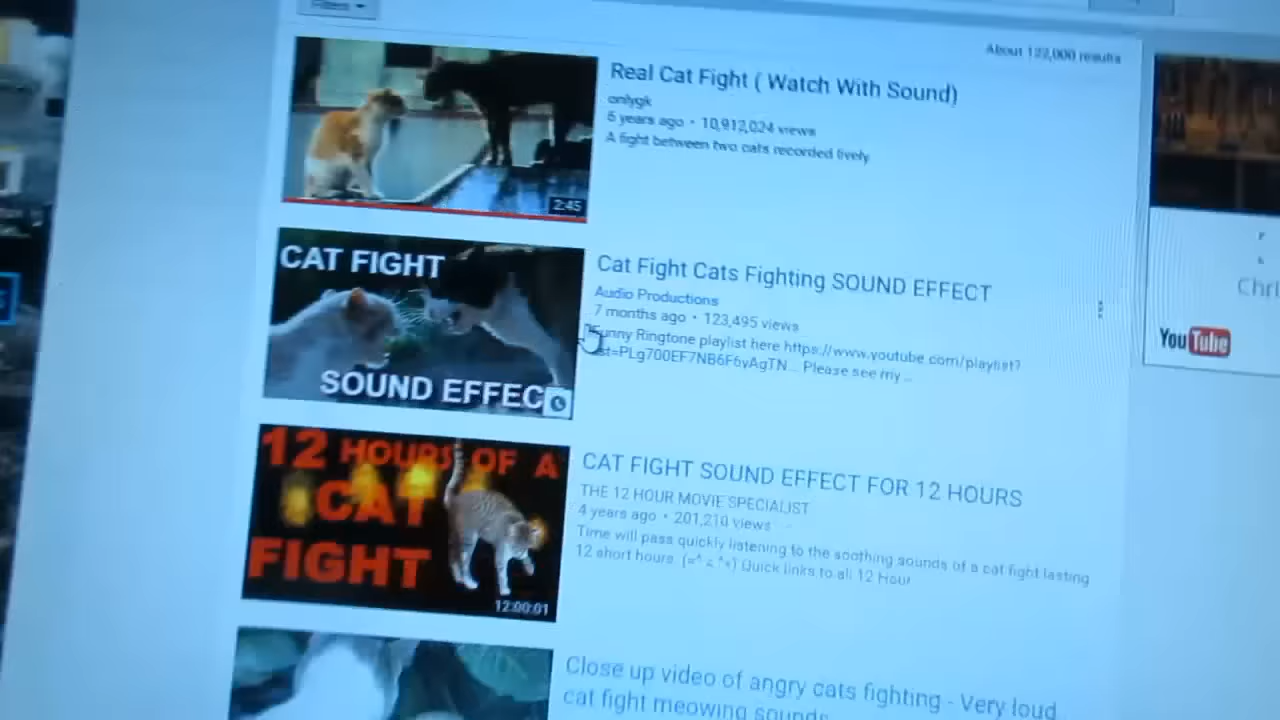 Filters
About 122,000 results
Real Cat Fight ( Watch With Sound)
onlygk
5 years ago • 10,912,024 views
A fight between two cats recorded lively
2:45
CAT FIGHT
SOUND EFFEC
Cat Fight Cats Fighting SOUND EFFECT
Audio Productions
7 months ago • 123,495 views
Funny Ringtone playlist here https://www.youtube.com/playlist?
st=PLg700EF7NB6F6yAgTN... Please see my ...
12 HOURS OF A
CAT
FIGHT
12:00:01
CAT FIGHT SOUND EFFECT FOR 12 HOURS
THE 12 HOUR MOVIE SPECIALIST
4 years ago • 201,210 views
Time will pass quickly listening to the soothing sounds of a cat fight lasting
12 short hours. (=^ < ^=) Quick links to all 12 Hour
Close up video of angry cats fighting - Very loud
cat fight meowing sounds
YouTube